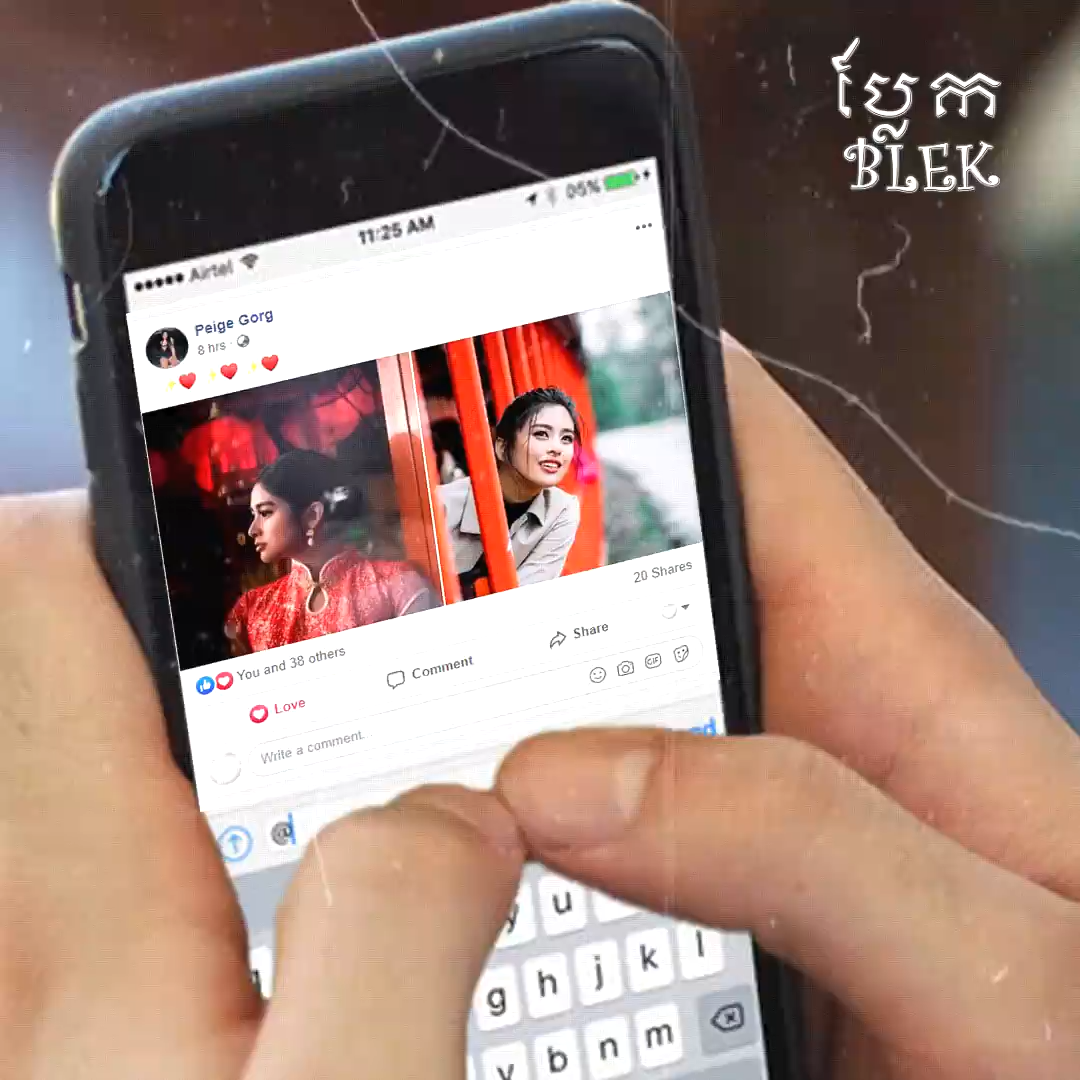 ប្លែក
BLEK
●●●●● Airtel
11:25 AM
05%
Peige Gorg
8 hrs ·
You and 38 others
20 Shares
Love
Comment
Share
Write a comment
GIF
@
y u
g h j k l
v b n m